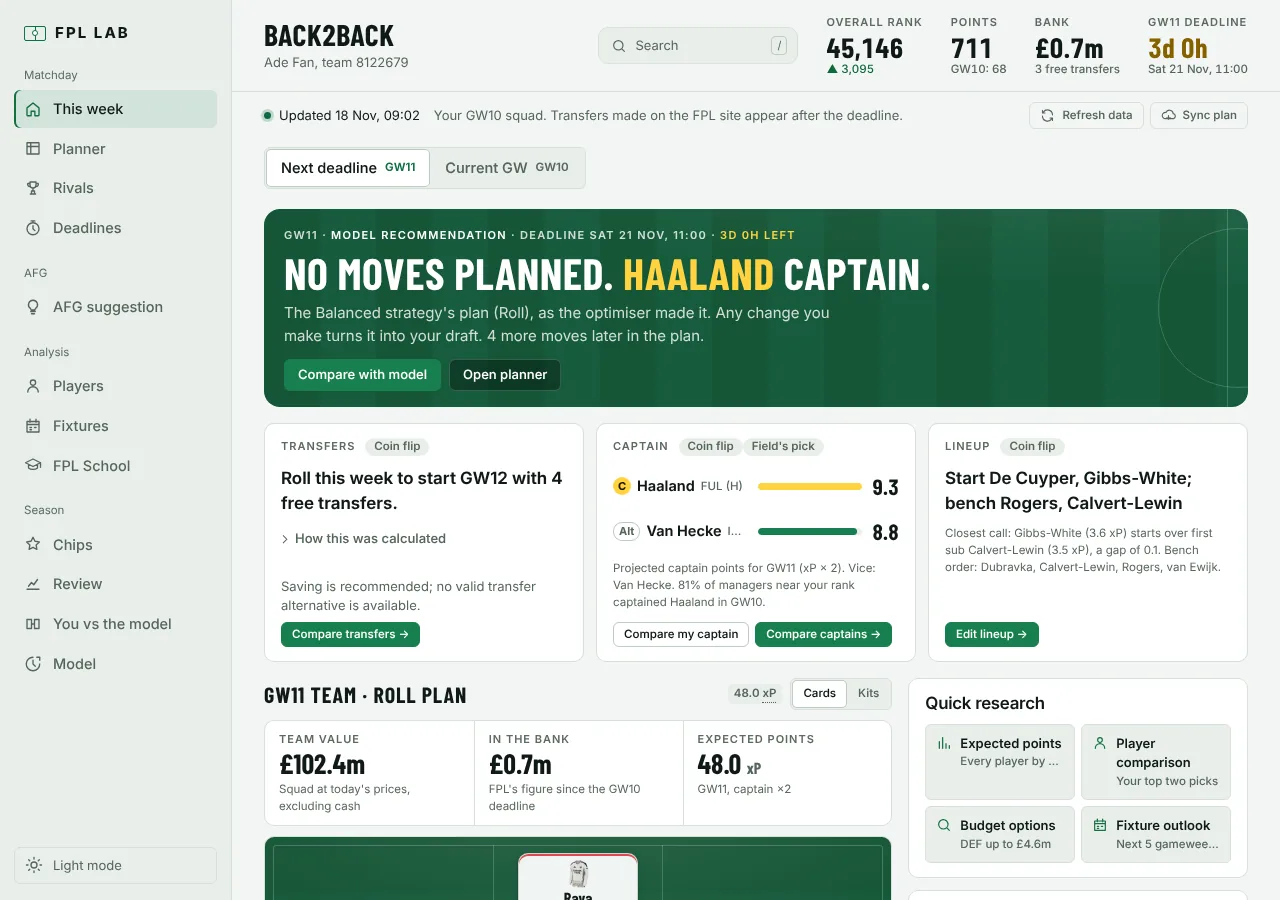 FPL LAB
Matchday
This week
Planner
Rivals
Deadlines
AFG
AFG suggestion
Analysis
Players
Fixtures
FPL School
Season
Chips
Review
You vs the model
Model
Light mode
BACK2BACK
Ade Fan, team 8122679
Search /
OVERALL RANK
45,146
▲ 3,095
POINTS
711
GW10: 68
BANK
£0.7m
3 free transfers
GW11 DEADLINE
3d 0h
Sat 21 Nov, 11:00
Updated 18 Nov, 09:02 Your GW10 squad. Transfers made on the FPL site appear after the deadline.
Refresh data
Sync plan
Next deadline GW11
Current GW GW10
GW11 · MODEL RECOMMENDATION · DEADLINE SAT 21 NOV, 11:00 · 3D 0H LEFT
NO MOVES PLANNED. HAALAND CAPTAIN.
The Balanced strategy's plan (Roll), as the optimiser made it. Any change you
make turns it into your draft. 4 more moves later in the plan.
Compare with model
Open planner
TRANSFERS Coin flip
Roll this week to start GW12 with 4
free transfers.
How this was calculated
Saving is recommended; no valid transfer
alternative is available.
Compare transfers →
CAPTAIN Coin flip Field's pick
C Haaland FUL (H) 9.3
Alt Van Hecke I... 8.8
Projected captain points for GW11 (xP × 2). Vice:
Van Hecke. 81% of managers near your rank
captained Haaland in GW10.
Compare my captain
Compare captains →
LINEUP Coin flip
Start De Cuyper, Gibbs-White;
bench Rogers, Calvert-Lewin
Closest call: Gibbs-White (3.6 xP) starts over first
sub Calvert-Lewin (3.5 xP), a gap of 0.1. Bench
order: Dubravka, Calvert-Lewin, Rogers, van Ewijk.
Edit lineup →
GW11 TEAM · ROLL PLAN
48.0 xP
Cards
Kits
TEAM VALUE
£102.4m
Squad at today's prices,
excluding cash
IN THE BANK
£0.7m
FPL's figure since the GW10
deadline
EXPECTED POINTS
48.0 xP
GW11, captain ×2
Raya
Quick research
Expected points
Every player by ...
Player
comparison
Your top two picks
Budget options
DEF up to £4.6m
Fixture outlook
Next 5 gamewee...